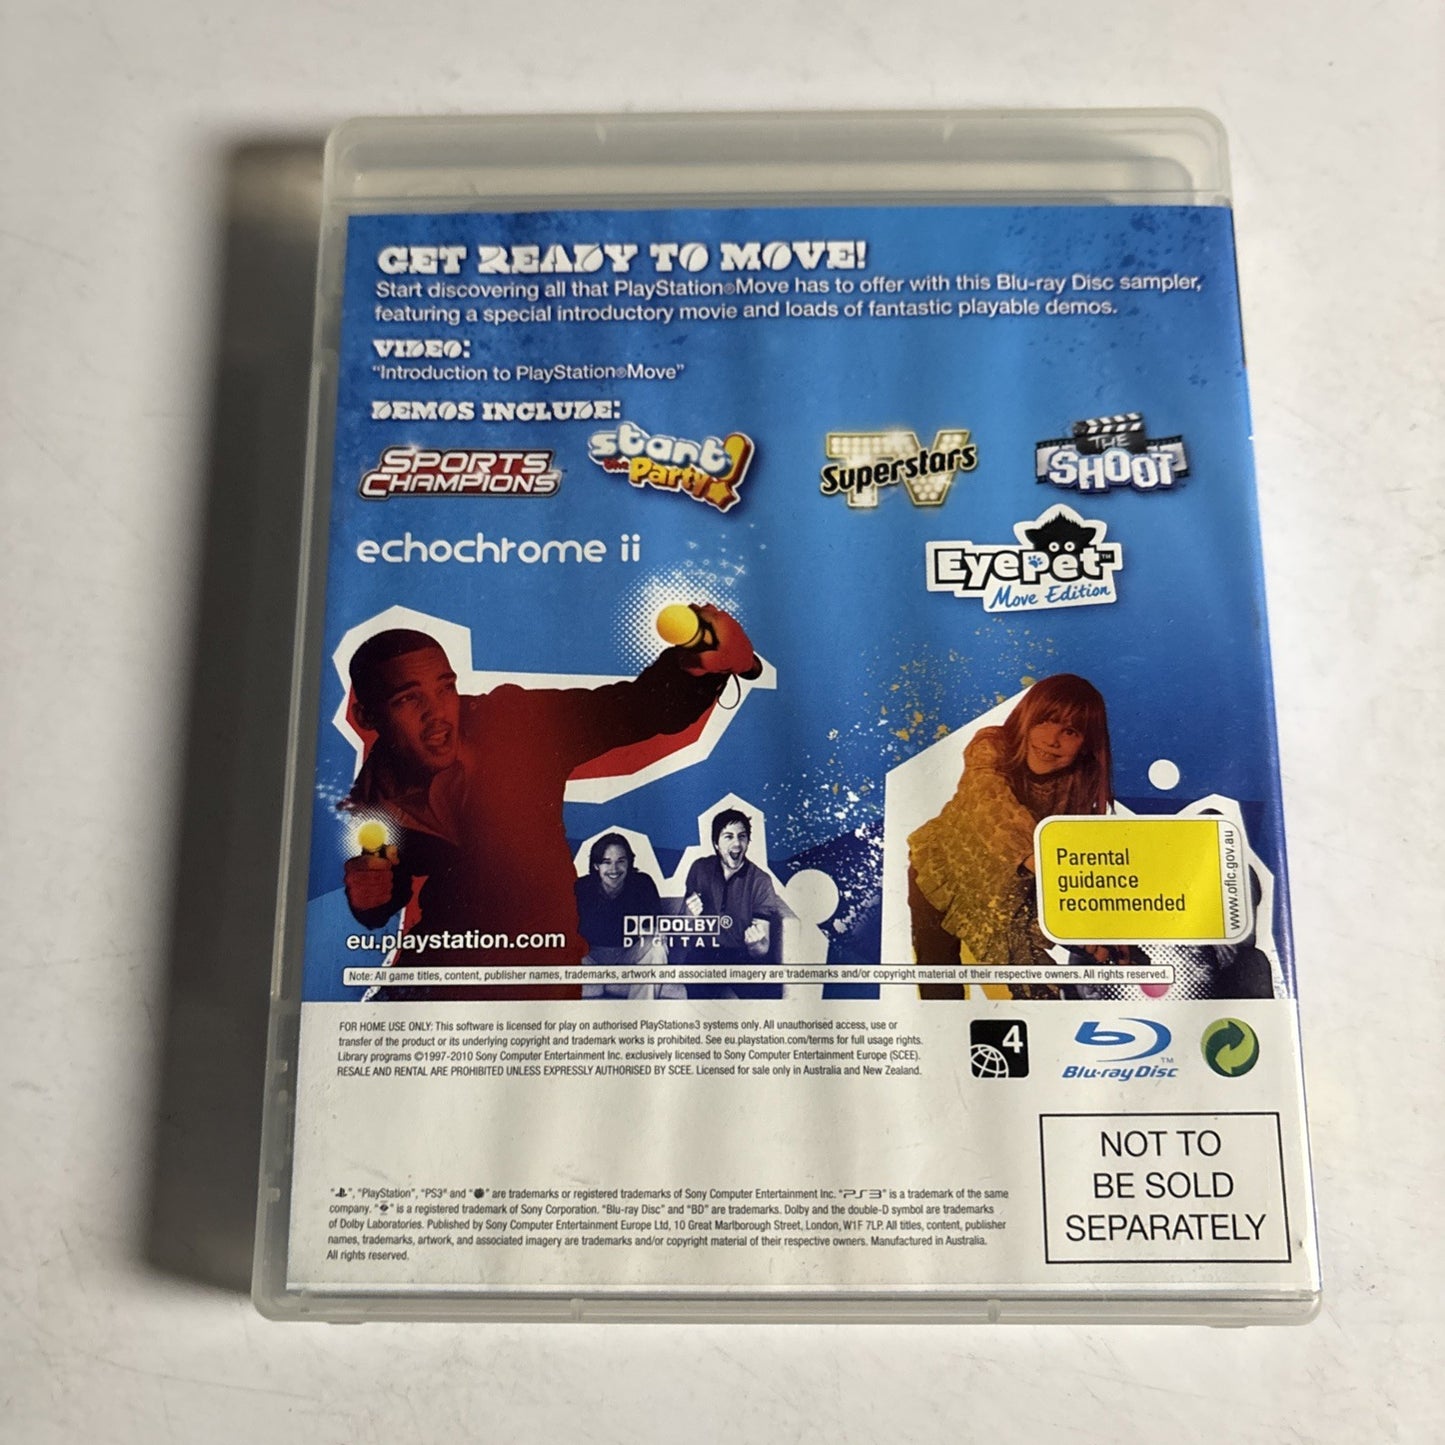 GET READY TO MOVE!
Start discovering all that PlayStation®Move has to offer with this Blu-ray Disc sampler,
featuring a special introductory movie and loads of fantastic playable demos.
VIDEO:
“Introduction to PlayStation®Move”
DEMOS INCLUDE:
SPORTS
CHAMPIONS
start
the Party!
TV
Superstars
THE
SHOOT
echochrome ii
EyePet™
Move Edition
Parental
guidance
recommended
www.oflc.gov.au
eu.playstation.com
DOLBY®
DIGITAL
Note: All game titles, content, publisher names, trademarks, artwork and associated imagery are trademarks and/or copyright material of their respective owners. All rights reserved.
FOR HOME USE ONLY: This software is licensed for play on authorised PlayStation®3 systems only. All unauthorised access, use or
transfer of the product or its underlying copyright and trademark works is prohibited. See eu.playstation.com/terms for full usage rights.
Library programs ©1997-2010 Sony Computer Entertainment Inc. exclusively licensed to Sony Computer Entertainment Europe (SCEE).
RESALE AND RENTAL ARE PROHIBITED UNLESS EXPRESSLY AUTHORISED BY SCEE. Licensed for sale only in Australia and New Zealand.
4
Blu-ray Disc™
NOT TO
BE SOLD
SEPARATELY
“ ”, “PlayStation”, “PS3” and “ ” are trademarks or registered trademarks of Sony Computer Entertainment Inc. “PS3” is a trademark of the same
company. “ ” is a registered trademark of Sony Corporation. “Blu-ray Disc” and “BD” are trademarks. Dolby and the double-D symbol are trademarks
of Dolby Laboratories. Published by Sony Computer Entertainment Europe Ltd, 10 Great Marlborough Street, London, W1F 7LP. All titles, content, publisher
names, trademarks, artwork, and associated imagery are trademarks and/or copyright material of their respective owners. Manufactured in Australia.
All rights reserved.